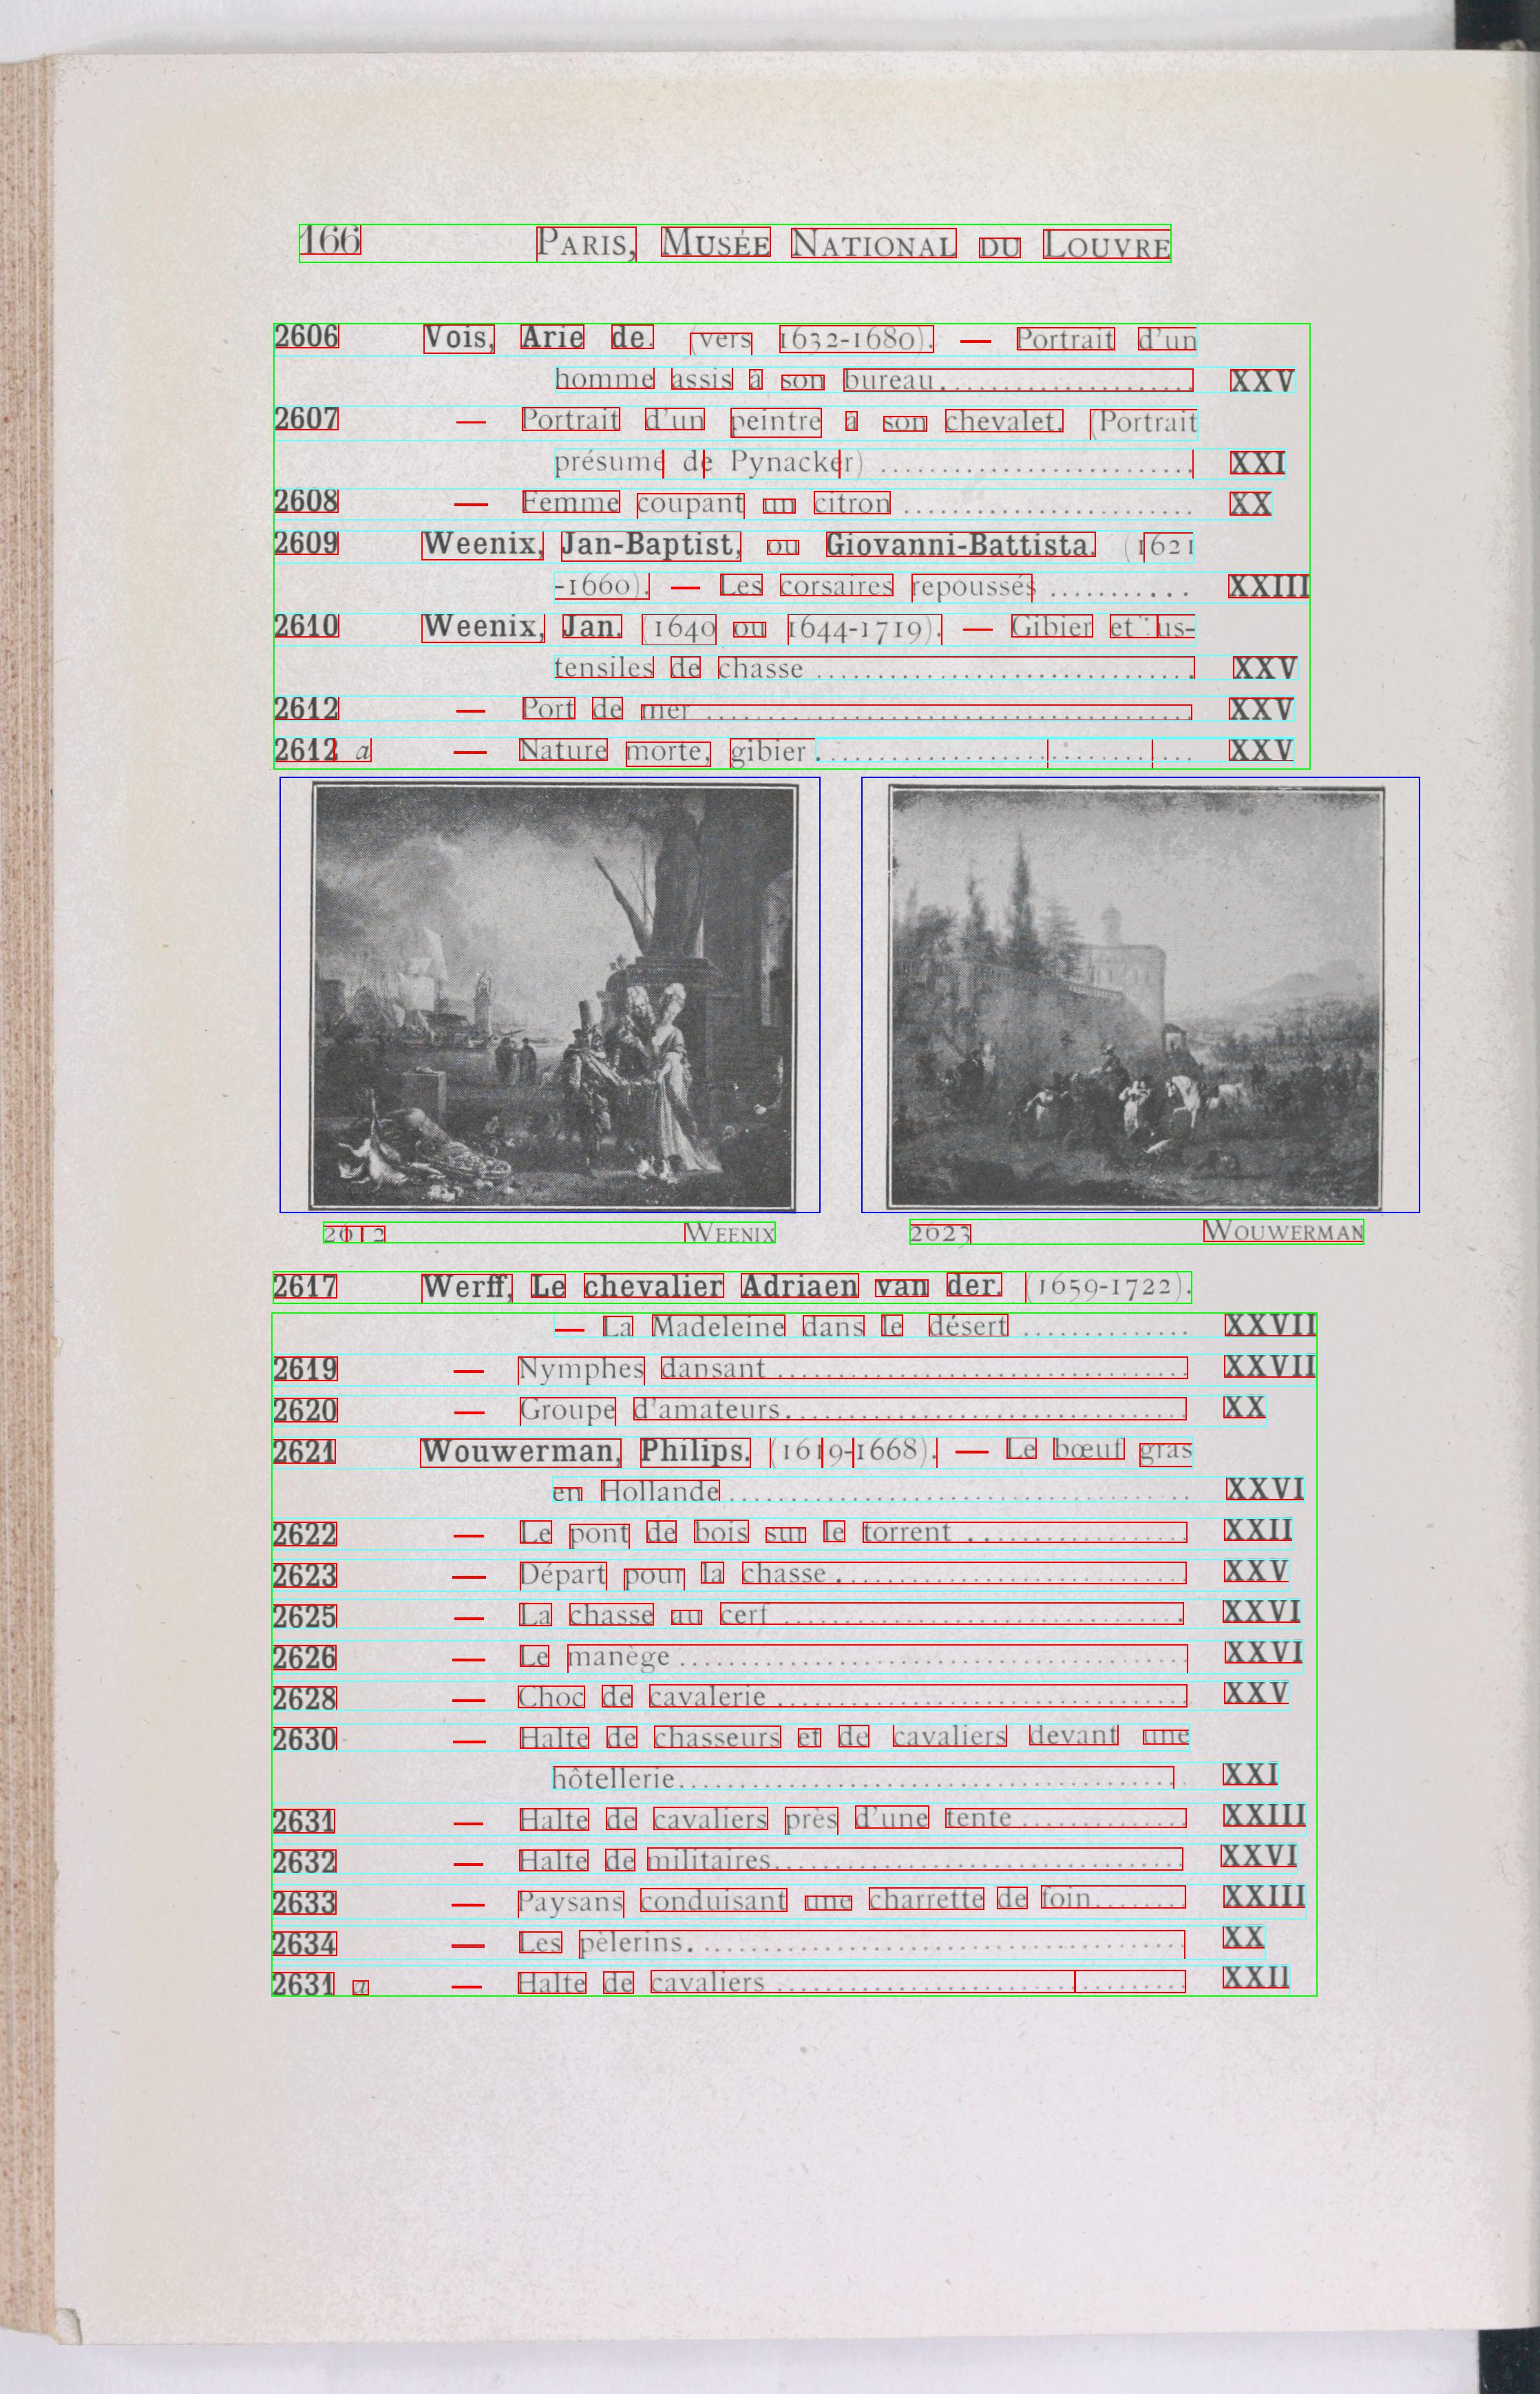 166 PARIS, MUSÉE NATIONAL DU LOUVRE
2606 Vois, Arie de. (vers 1632-1680). — Portrait d'un
homme assis à son bureau.................... XXV
2607 — Portrait d'un peintre à son chevalet. (Portrait
présumé de Pynacker) .......................... XXI
2608 — Femme coupant un citron ........................ XX
2609 Weenix, Jan-Baptist, ou Giovanni-Battista. (1621
-1660). — Les corsaires repoussés ............ XXIII
2610 Weenix, Jan. (1640 ou 1644-1719). — Gibier et us-
tensiles de chasse ............................... XXV
2612 — Port de mer ........................................ XXV
2612 a — Nature morte, gibier ............................... XXV
2612 WEENIX
2623 WOUWERMAN
2617 Werff, Le chevalier Adriaen van der. (1659-1722).
— La Madeleine dans le désert .............. XXVII
2619 — Nymphes dansant .................................. XXVII
2620 — Groupe d'amateurs................................. XX
2621 Wouwerman, Philips. (1619-1668). — Le bœuf gras
en Hollande ...................................... XXVI
2622 — Le pont de bois sur le torrent .................. XXII
2623 — Départ pour la chasse ............................ XXV
2625 — La chasse au cerf ................................. XXVI
2626 — Le manège .......................................... XXVI
2628 — Choc de cavalerie ................................. XXV
2630 — Halte de chasseurs et de cavaliers devant une
hôtellerie.......................................... XXI
2631 — Halte de cavaliers près d'une tente .............. XXIII
2632 — Halte de militaires................................. XXVI
2633 — Paysans conduisant une charrette de foin........ XXIII
2634 — Les pèlerins........................................ XX
2631 a — Halte de cavaliers ................................. XXII